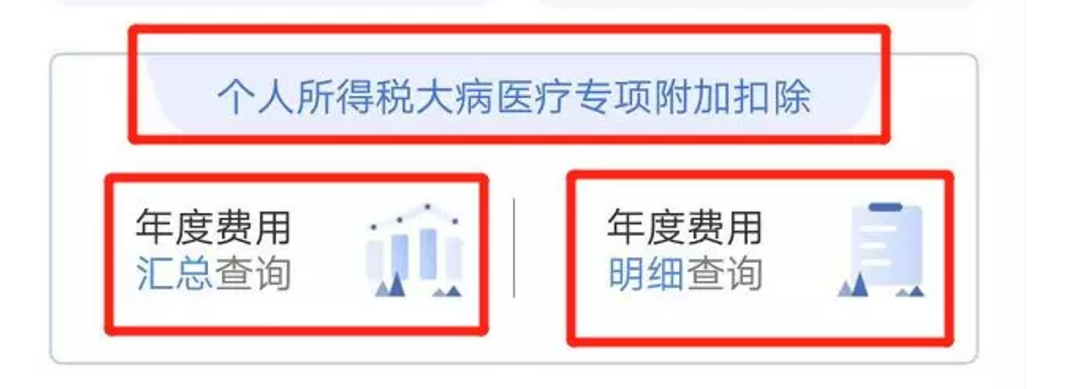 个人所得税大病医疗专项附加扣除
年度费用
汇总查询
年度费用
明细查询